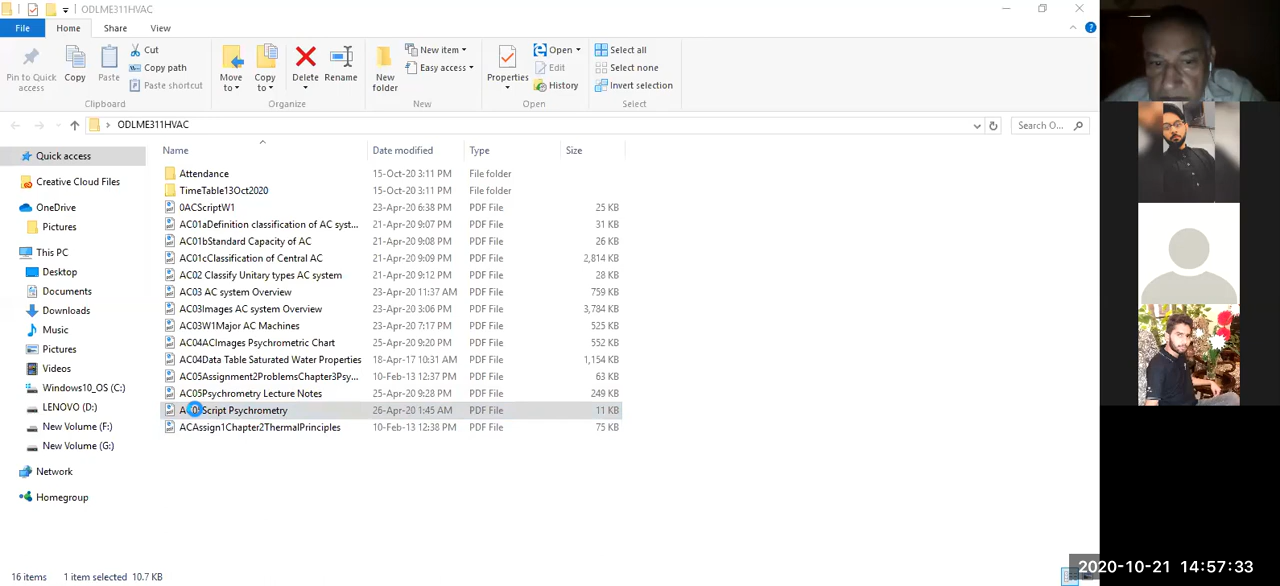 ODLME311HVAC
File Home Share View
Pin to Quick access
Copy
Paste
Cut
Copy path
Paste shortcut
Clipboard
Move to
Copy to
Delete
Rename
Organize
New folder
New item
Easy access
New
Properties
Open
Edit
History
Open
Select all
Select none
Invert selection
Select
ODLME311HVAC
Search O...
Quick access
Creative Cloud Files
OneDrive
Pictures
This PC
Desktop
Documents
Downloads
Music
Pictures
Videos
Windows10_OS (C:)
LENOVO (D:)
New Volume (F:)
New Volume (G:)
Network
Homegroup
Name Date modified Type Size
Attendance 15-Oct-20 3:11 PM File folder
TimeTable13Oct2020 15-Oct-20 3:11 PM File folder
0ACScriptW1 23-Apr-20 6:38 PM PDF File 25 KB
AC01aDefinition classification of AC syst... 21-Apr-20 9:07 PM PDF File 31 KB
AC01bStandard Capacity of AC 21-Apr-20 9:08 PM PDF File 26 KB
AC01cClassification of Central AC 21-Apr-20 9:09 PM PDF File 2,814 KB
AC02 Classify Unitary types AC system 21-Apr-20 9:12 PM PDF File 28 KB
AC03 AC system Overview 23-Apr-20 11:37 AM PDF File 759 KB
AC03Images AC system Overview 23-Apr-20 3:06 PM PDF File 3,784 KB
AC03W1Major AC Machines 23-Apr-20 7:17 PM PDF File 525 KB
AC04ACImages Psychrometric Chart 25-Apr-20 9:20 PM PDF File 552 KB
AC04Data Table Saturated Water Properties 18-Apr-17 10:31 AM PDF File 1,154 KB
AC05Assignment2ProblemsChapter3Psy... 10-Feb-13 12:37 PM PDF File 63 KB
AC05Psychrometry Lecture Notes 25-Apr-20 9:28 PM PDF File 249 KB
Script Psychrometry 26-Apr-20 1:45 AM PDF File 11 KB
ACAssign1Chapter2ThermalPrinciples 10-Feb-13 12:38 PM PDF File 75 KB
16 items 1 item selected 10.7 KB
2020-10-21 14:57:33